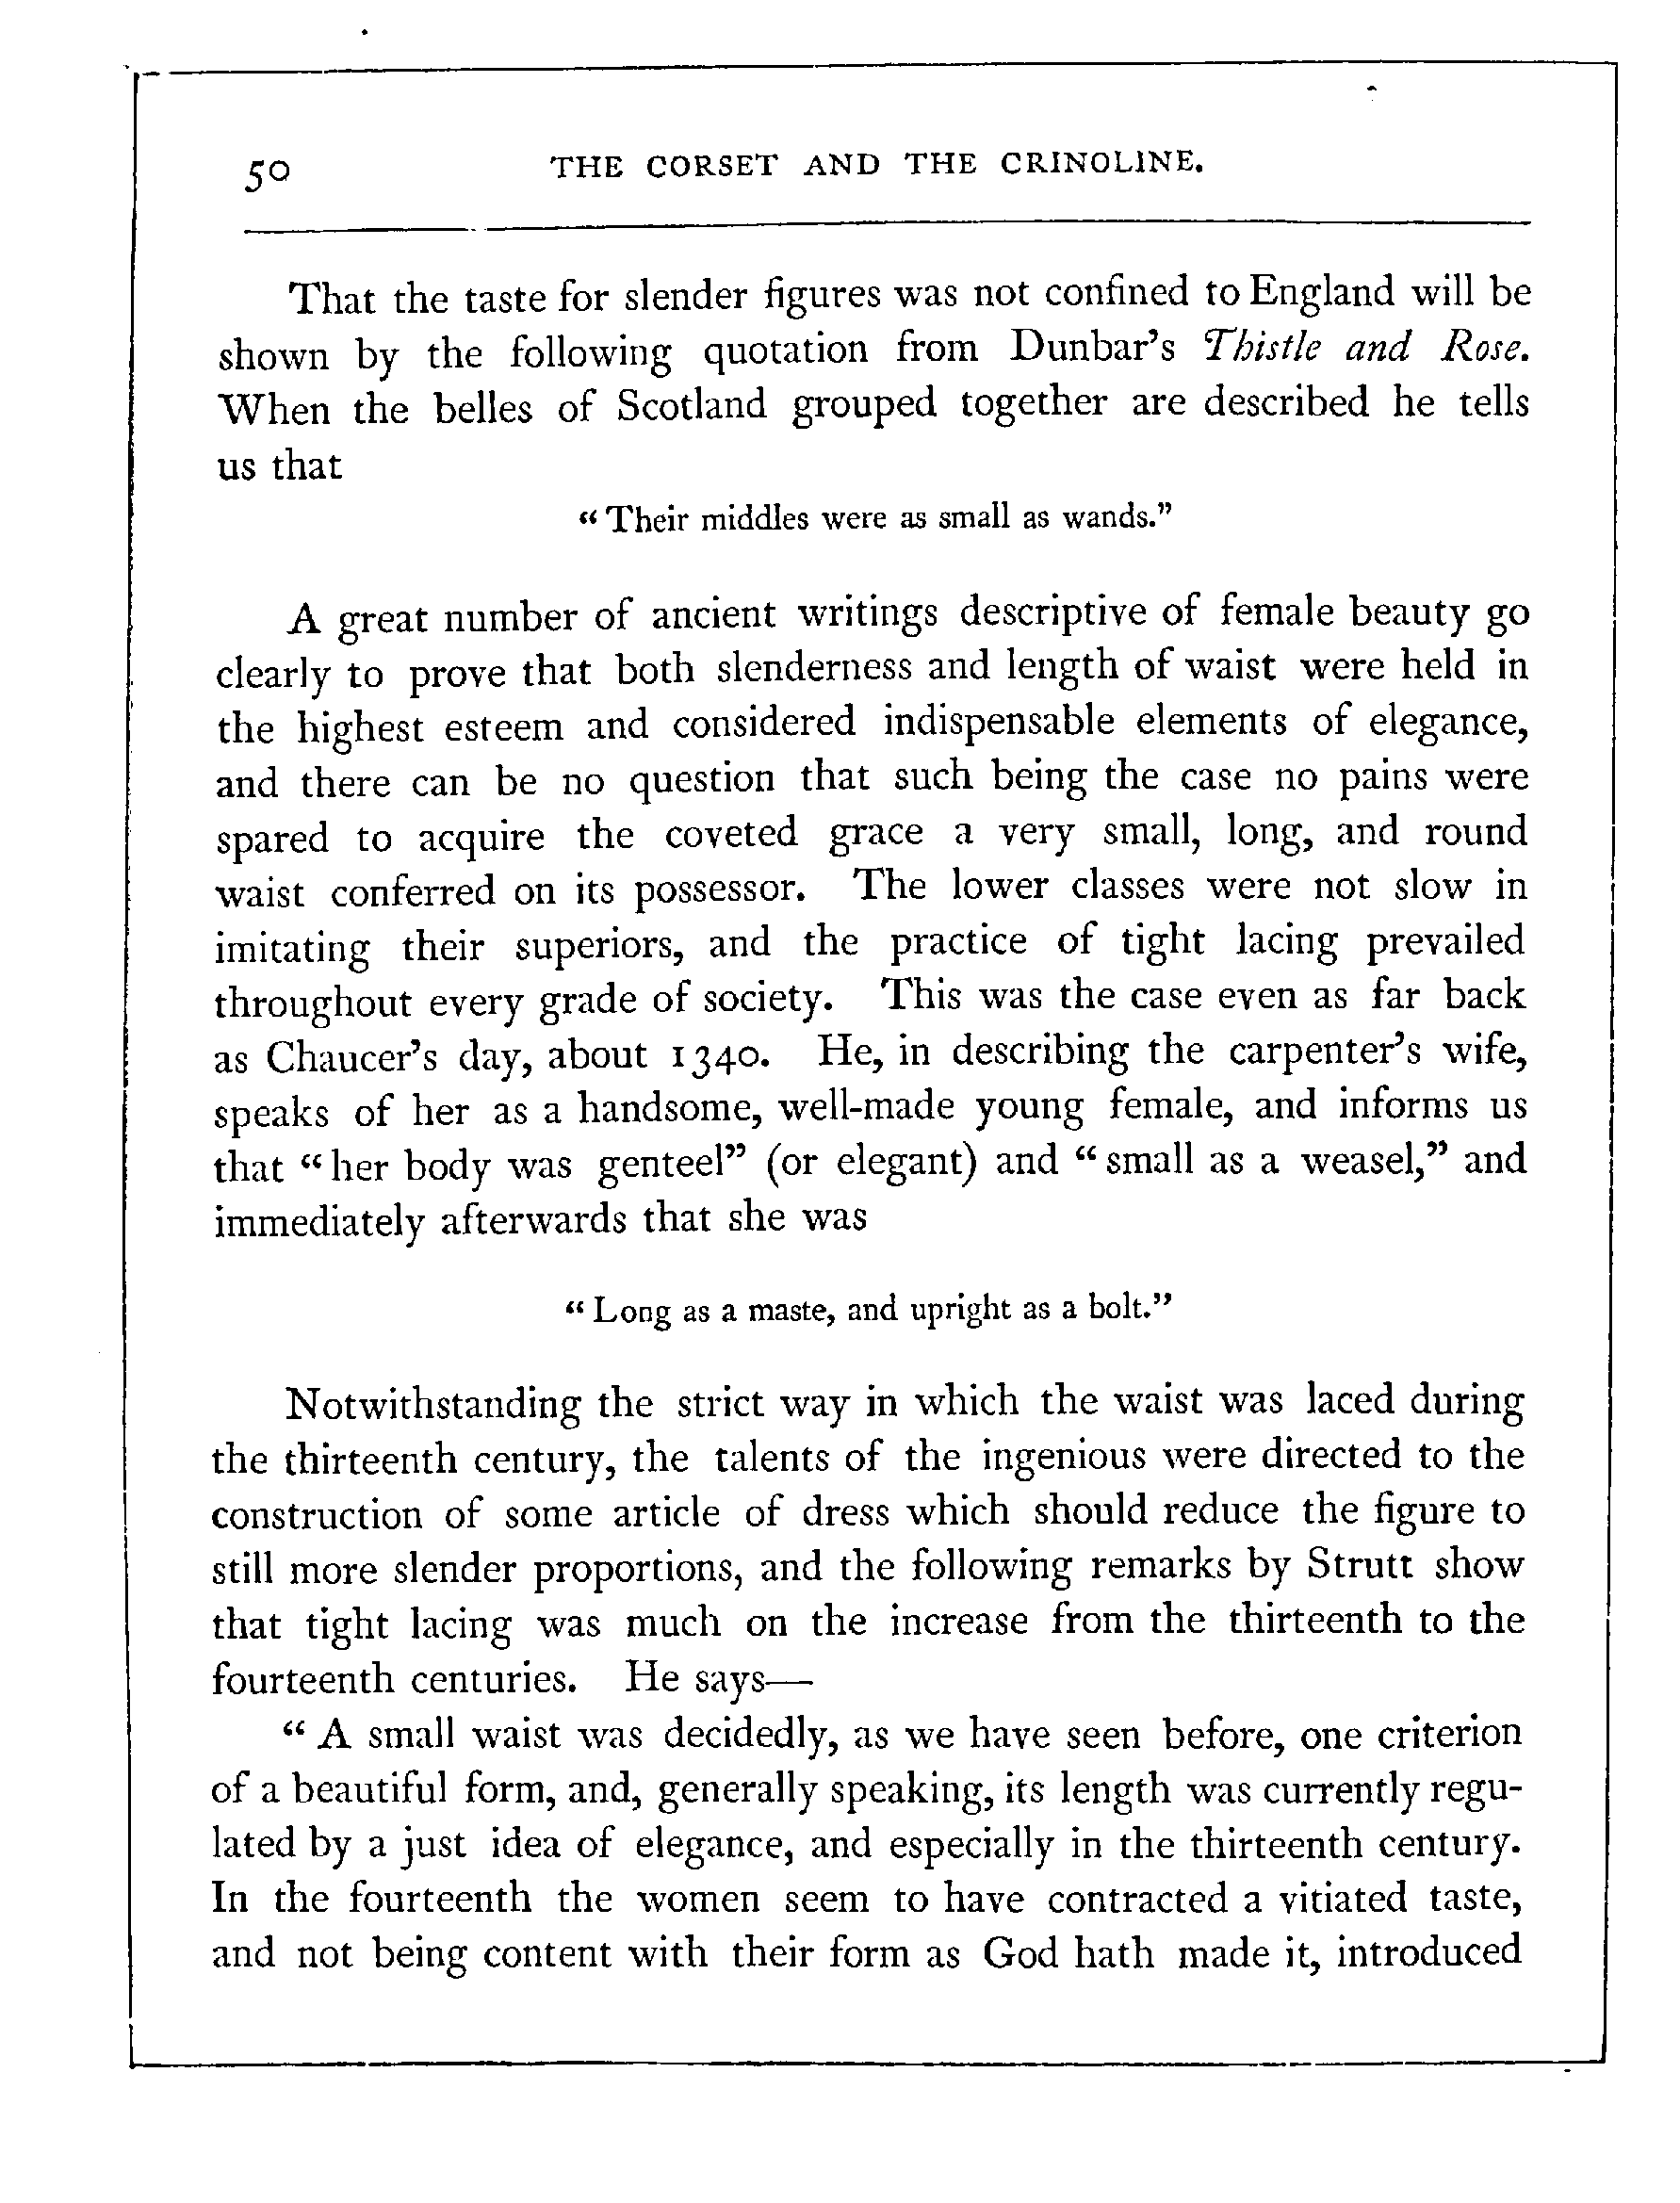 50 THE CORSET AND THE CRINOLINE.
That the taste for slender figures was not confined to England will be
shown by the following quotation from Dunbar's Thistle and Rose.
When the belles of Scotland grouped together are described he tells
us that
“Their middles were as small as wands.”
A great number of ancient writings descriptive of female beauty go
clearly to prove that both slenderness and length of waist were held in
the highest esteem and considered indispensable elements of elegance,
and there can be no question that such being the case no pains were
spared to acquire the coveted grace a very small, long, and round
waist conferred on its possessor. The lower classes were not slow in
imitating their superiors, and the practice of tight lacing prevailed
throughout every grade of society. This was the case even as far back
as Chaucer's day, about 1340. He, in describing the carpenter's wife,
speaks of her as a handsome, well-made young female, and informs us
that “her body was genteel” (or elegant) and “small as a weasel,” and
immediately afterwards that she was
“Long as a maste, and upright as a bolt.”
Notwithstanding the strict way in which the waist was laced during
the thirteenth century, the talents of the ingenious were directed to the
construction of some article of dress which should reduce the figure to
still more slender proportions, and the following remarks by Strutt show
that tight lacing was much on the increase from the thirteenth to the
fourteenth centuries. He says—
“A small waist was decidedly, as we have seen before, one criterion
of a beautiful form, and, generally speaking, its length was currently regu-
lated by a just idea of elegance, and especially in the thirteenth century.
In the fourteenth the women seem to have contracted a vitiated taste,
and not being content with their form as God hath made it, introduced